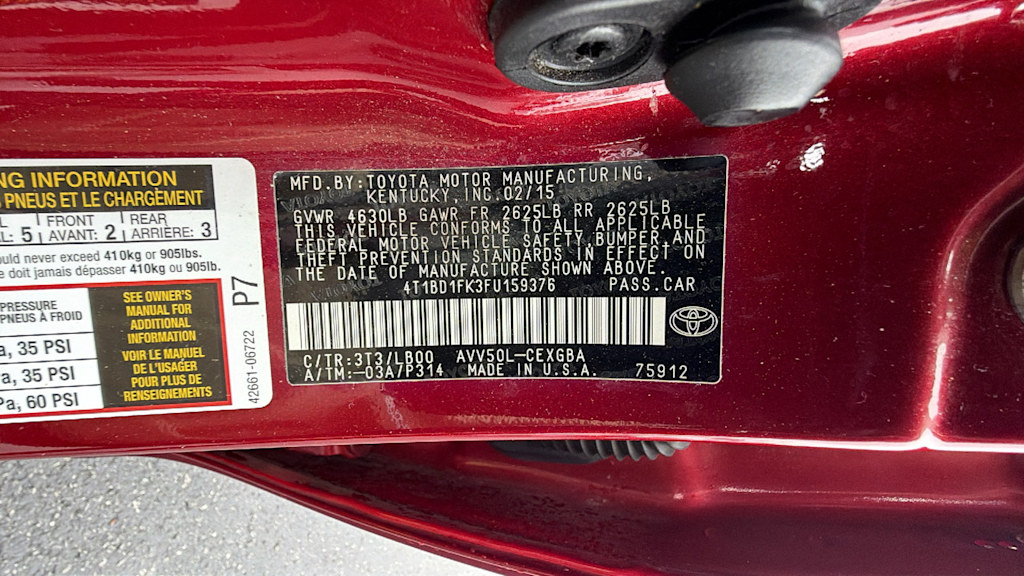 NG INFORMATION
PNEUS ET LE CHARGEMENT
5 FRONT AVANT: 2 REAR ARRIÈRE: 3
uld never exceed 410kg or 905lbs.
e doit jamais dépasser 410kg ou 905lb.
PRESSURE
PNEUS À FROID
a, 35 PSI
a, 35 PSI
Pa, 60 PSI
SEE OWNER'S
MANUAL FOR
ADDITIONAL
INFORMATION
VOIR LE MANUEL
DE L'USAGER
POUR PLUS DE
RENSEIGNEMENTS
P7
42661-06722
MFD.BY:TOYOTA MOTOR MANUFACTURING,
KENTUCKY, INC.02/15
GVWR 4630LB GAWR FR 2625LB RR 2625LB
THIS VEHICLE CONFORMS TO ALL APPLICABLE
FEDERAL MOTOR VEHICLE SAFETY,BUMPER,AND
THEFT PREVENTION STANDARDS IN EFFECT ON
THE DATE OF MANUFACTURE SHOWN ABOVE.
4T1BD1FK3FU159376 PASS.CAR
C/TR:3T3/LB00 AVV50L-CEXGBA
A/TM:-03A/P314 MADE IN U.S.A. 75912